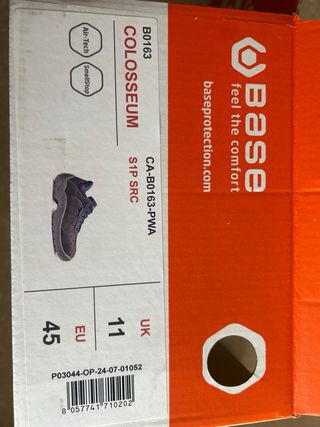 BASE
feel the comfort
baseprotection.com
B0163
COLOSSEUM
Air-Tech
SmellStop
CA-B0163-PWA
S1P SRC
UK
11
EU
45
P03044-OP-24-07-01052
8 057741 710202